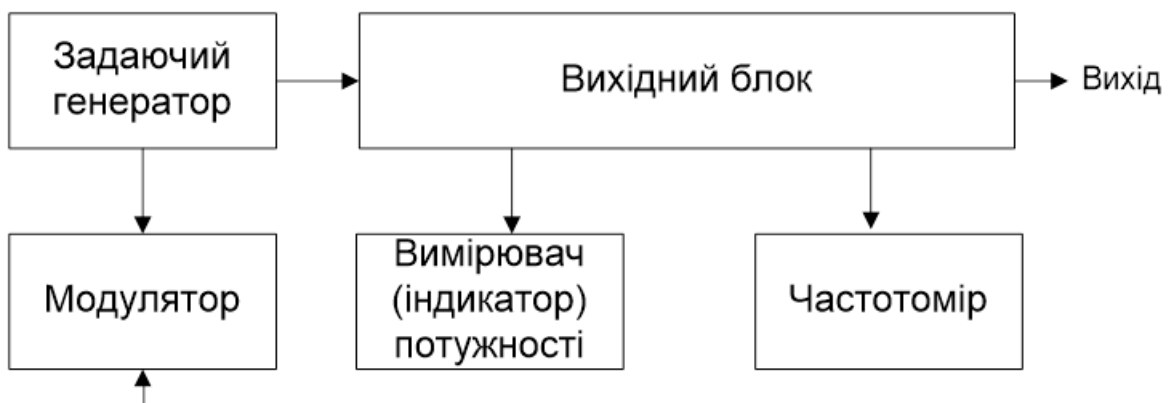 Задаючий
генератор
Вихідний блок
Вихід
Модулятор
Вимірювач
(індикатор)
потужності
Частотомір